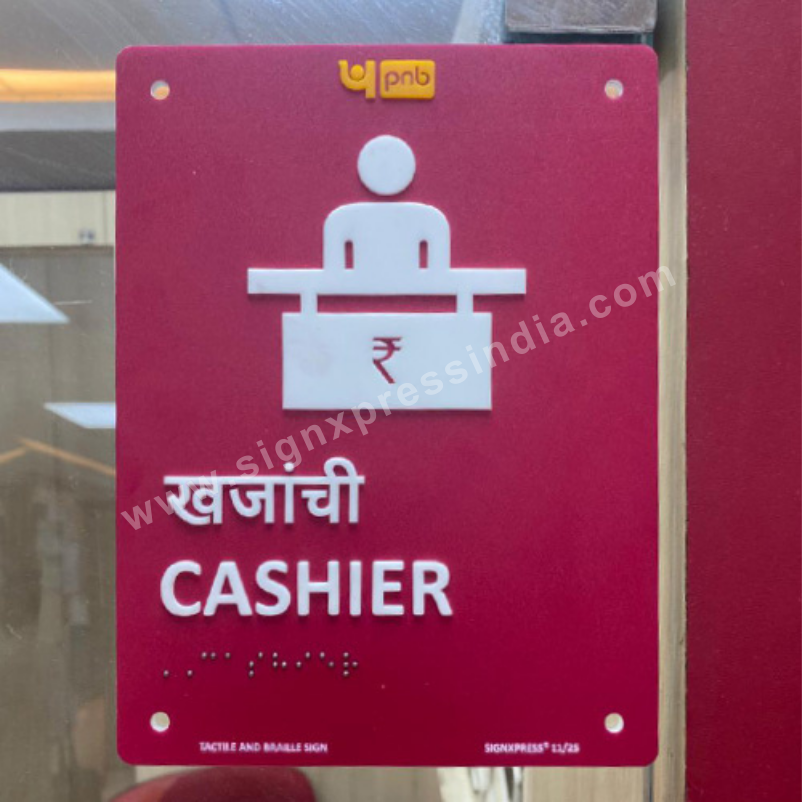 pnb
₹
www.signxpressindia.com
खजांची
CASHIER
⠠⠠⠉⠁⠎⠓⠊⠑⠗
TACTILE AND BRAILLE SIGN SIGNXPRESS® 11/25